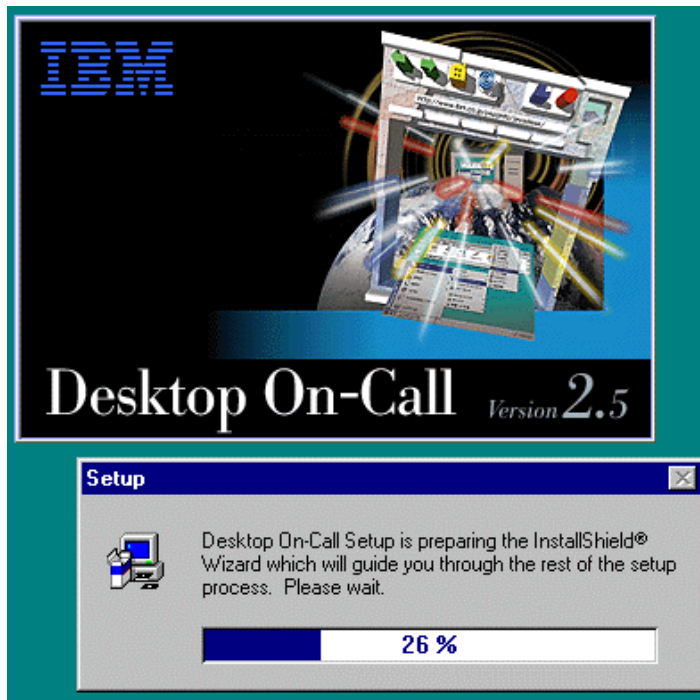 IBM
Desktop On-Call Version 2.5
Setup
Desktop On-Call Setup is preparing the InstallShield®
Wizard which will guide you through the rest of the setup
process. Please wait.
26 %